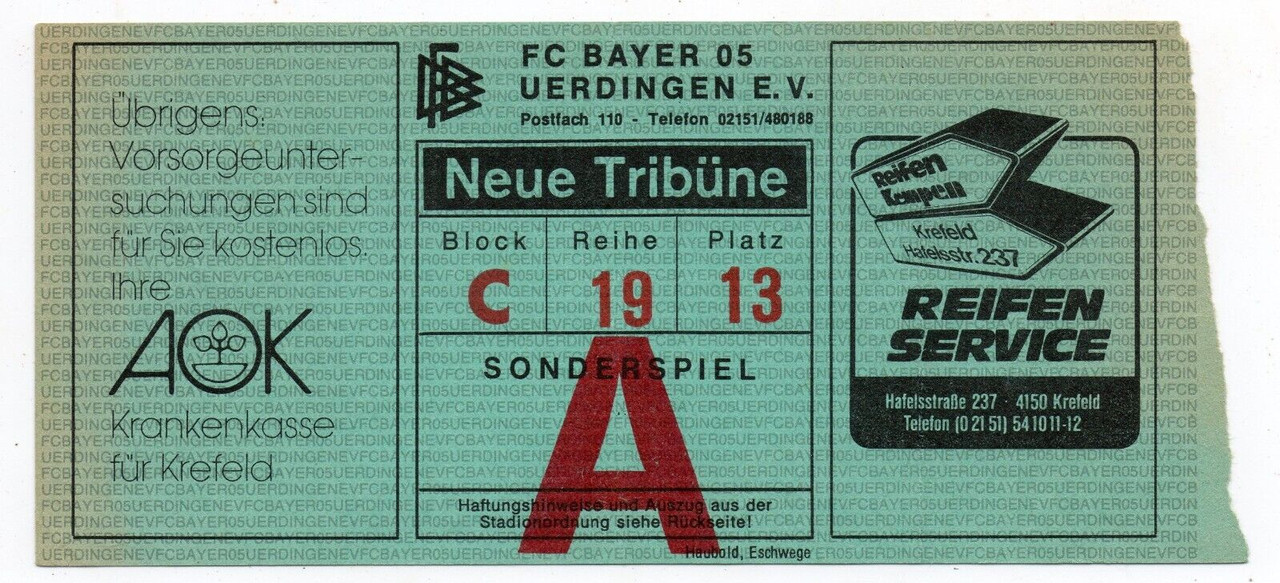 Übrigens:
Vorsorgeunter-
suchungen sind
für Sie kostenlos.
Ihre
AOK
Krankenkasse
für Krefeld
DFB
FC BAYER 05
UERDINGEN E.V.
Postfach 110 - Telefon 02151/480188
Neue Tribüne
Block Reihe Platz
C 19 13
SONDERSPIEL
A
Haftungshinweise und Auszug aus der
Stadionordnung siehe Rückseite!
Haubold, Eschwege
Reifen
Kempen
Krefeld
Hafelsstr. 237
REIFEN
SERVICE
Hafelsstraße 237 · 4150 Krefeld
Telefon (0 21 51) 54 10 11-12